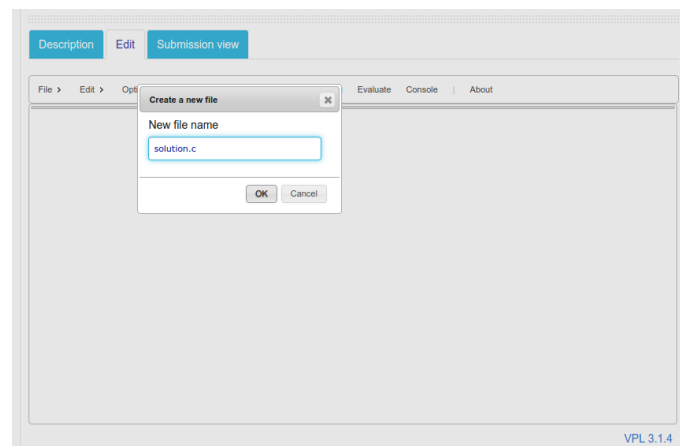 Description Edit Submission view
File Edit Evaluate Console | About
Create a new file
New file name
solution.c
OK Cancel
VPL 3.1.4